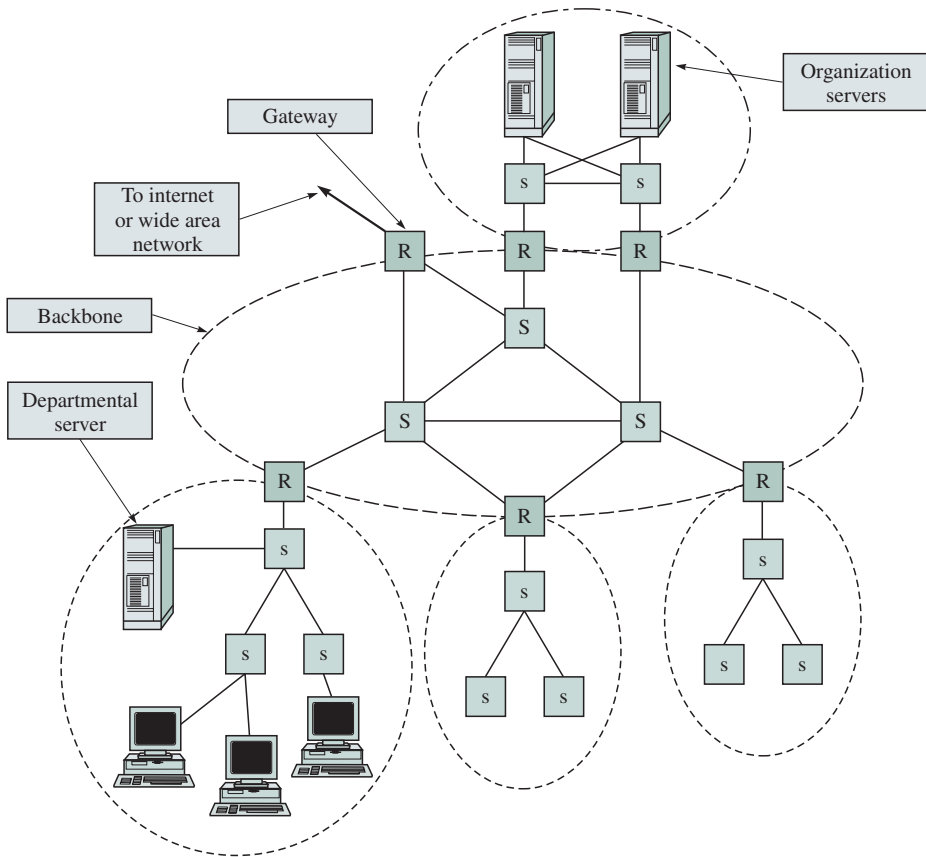 Organization
servers
Gateway
s s
To internet
or wide area
network
R R R
Backbone
S
Departmental
server
S S
R R
R
s
s
s
s s
s s
s s